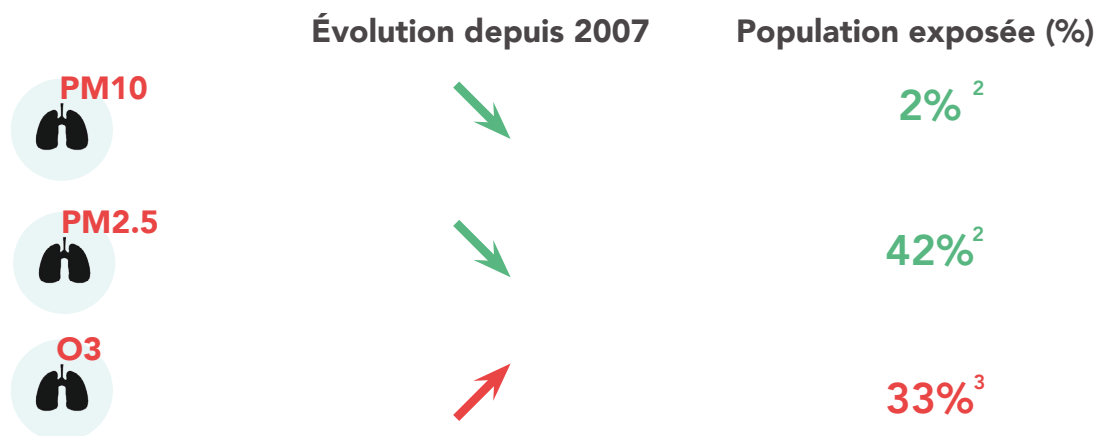 Évolution depuis 2007 Population exposée (%)
PM10 2% 2
PM2.5 42% 2
O3 33% 3